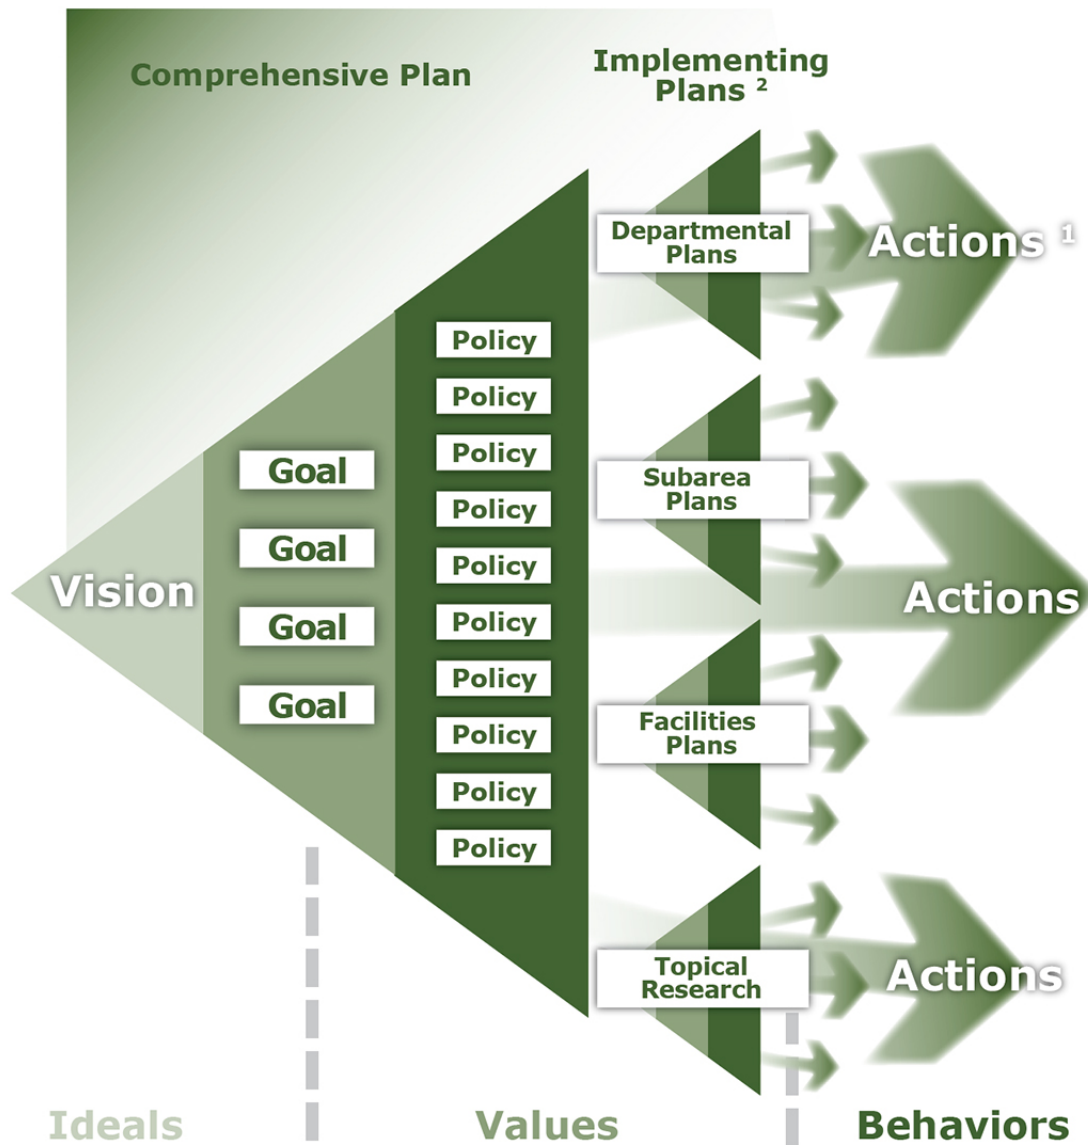 Comprehensive Plan
Implementing
Plans ²
Departmental
Plans
Actions ¹
Policy
Policy
Policy
Policy
Policy
Policy
Policy
Policy
Policy
Policy
Goal
Goal
Goal
Goal
Vision
Subarea
Plans
Actions
Facilities
Plans
Topical
Research
Actions
Ideals
Values
Behaviors